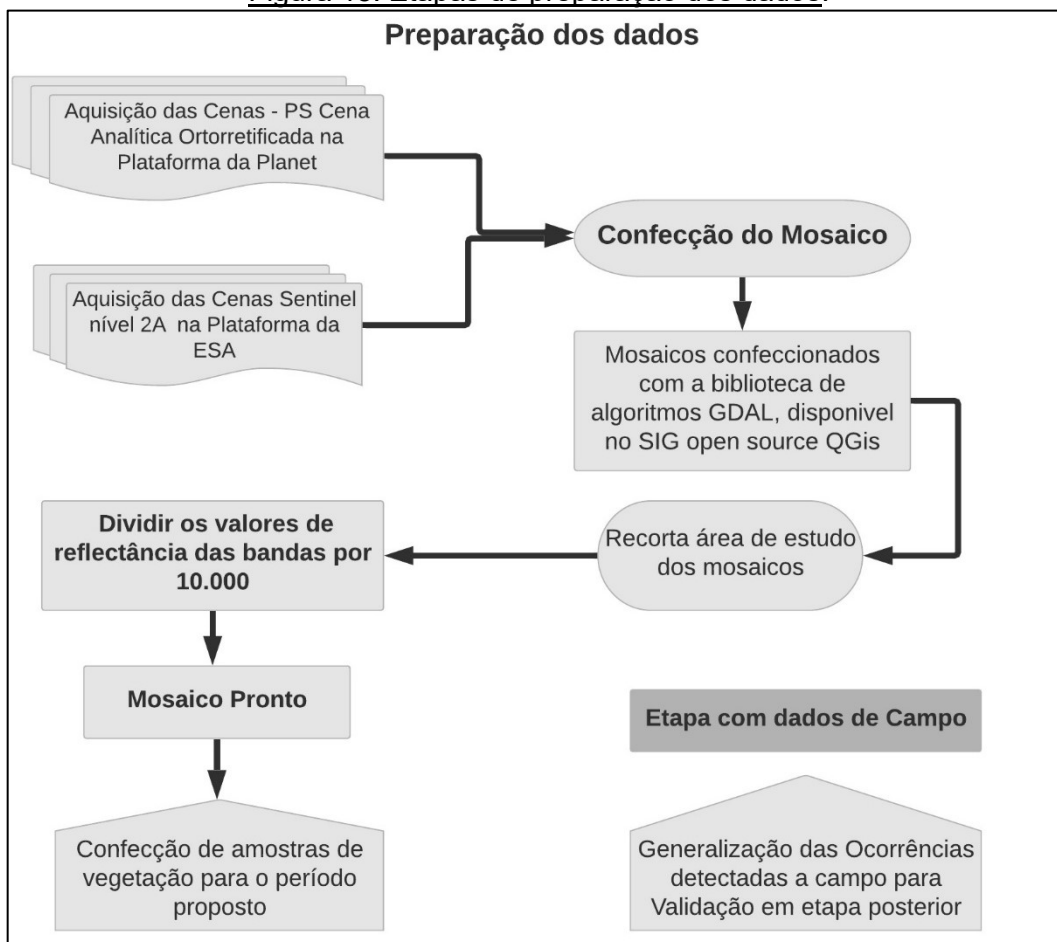 Preparação dos dados
Aquisição das Cenas - PS Cena
Analítica Ortorretificada na
Plataforma da Planet
Confecção do Mosaico
Aquisição das Cenas Sentinel
nível 2A na Plataforma da
ESA
Mosaicos confeccionados
com a biblioteca de
algoritmos GDAL, disponivel
no SIG open source QGis
Dividir os valores de
reflectância das bandas por
10.000
Recorta área de estudo
dos mosaicos
Mosaico Pronto
Etapa com dados de Campo
Confecção de amostras de
vegetação para o período
proposto
Generalização das Ocorrências
detectadas a campo para
Validação em etapa posterior